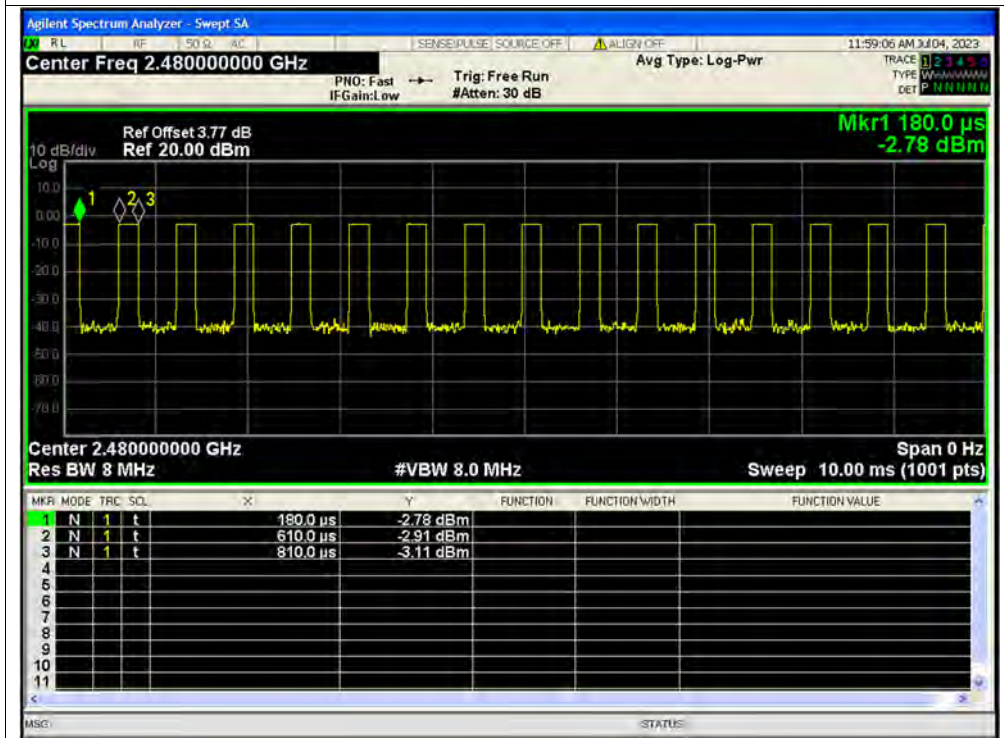 Agilent Spectrum Analyzer - Swept SA
RL RF 50 Ω AC SENSE:PULSE SOURCE OFF ALIGN OFF 11:59:06 AM Jul 04, 2023
Center Freq 2.480000000 GHz Avg Type: Log-Pwr TRACE 1 2 3 4 5 6
PNO: Fast Trig: Free Run TYPE W
IFGain:Low #Atten: 30 dB DET P N N N N N
Mkr1 180.0 µs
-2.78 dBm
Ref Offset 3.77 dB
10 dB/div Ref 20.00 dBm
Log
10.0
1 2 3
0.00
-10.0
-20.0
-30.0
-40.0
-50.0
-60.0
-70.0
Center 2.480000000 GHz Span 0 Hz
Res BW 8 MHz #VBW 8.0 MHz Sweep 10.00 ms (1001 pts)
MKR MODE TRC SCL X Y FUNCTION FUNCTION WIDTH FUNCTION VALUE
1 N 1 t 180.0 µs -2.78 dBm
2 N 1 t 610.0 µs -2.91 dBm
3 N 1 t 810.0 µs -3.11 dBm
4
5
6
7
8
9
10
11
MSG STATUS